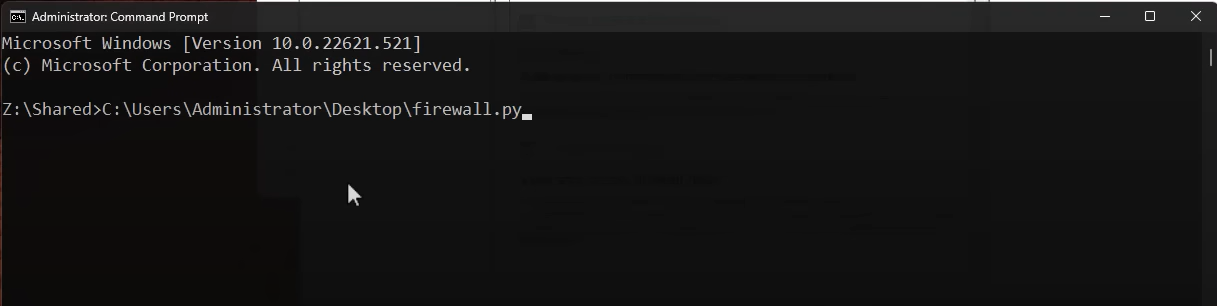 Administrator: Command Prompt
Microsoft Windows [Version 10.0.22621.521]
(c) Microsoft Corporation. All rights reserved.
Z:\Shared>C:\Users\Administrator\Desktop\firewall.py